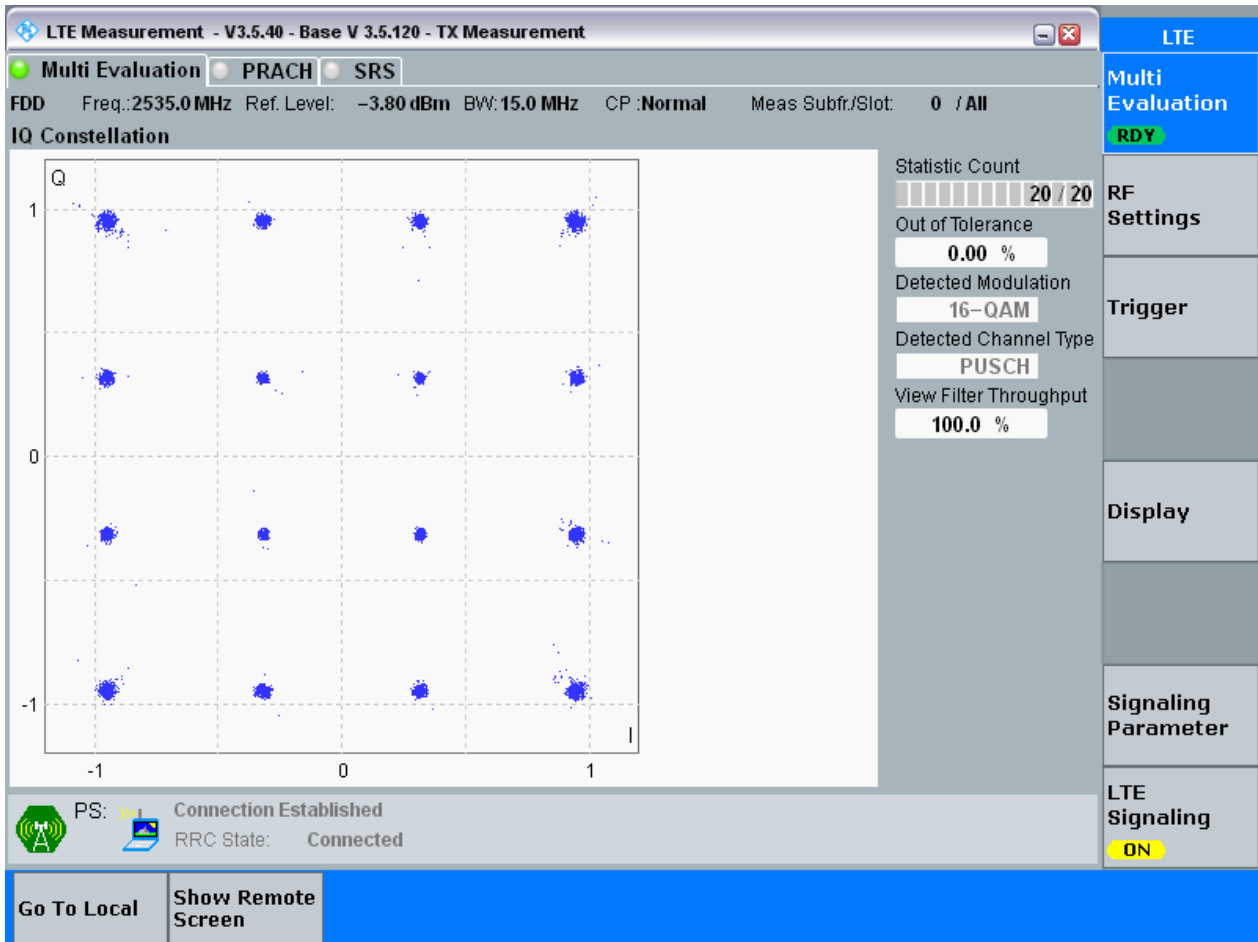 LTE Measurement - V3.5.40 - Base V 3.5.120 - TX Measurement
LTE
Multi Evaluation PRACH SRS
Multi
Evaluation
RDY
FDD Freq.:2535.0 MHz Ref. Level: −3.80 dBm BW:15.0 MHz CP :Normal Meas Subfr./Slot: 0 / All
IQ Constellation
Q
1
0
-1
I
-1 0 1
Statistic Count
20 / 20
Out of Tolerance
0.00 %
Detected Modulation
16−QAM
Detected Channel Type
PUSCH
View Filter Throughput
100.0 %
RF
Settings
Trigger
Display
Signaling
Parameter
LTE
Signaling
ON
PS: Connection Established
RRC State: Connected
Go To Local
Show Remote
Screen